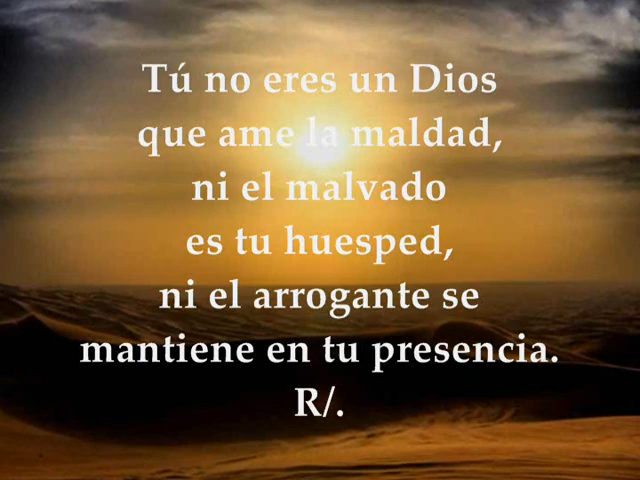 Tú no eres un Dios
que ame la maldad,
ni el malvado
es tu huesped,
ni el arrogante se
mantiene en tu presencia.
R/.